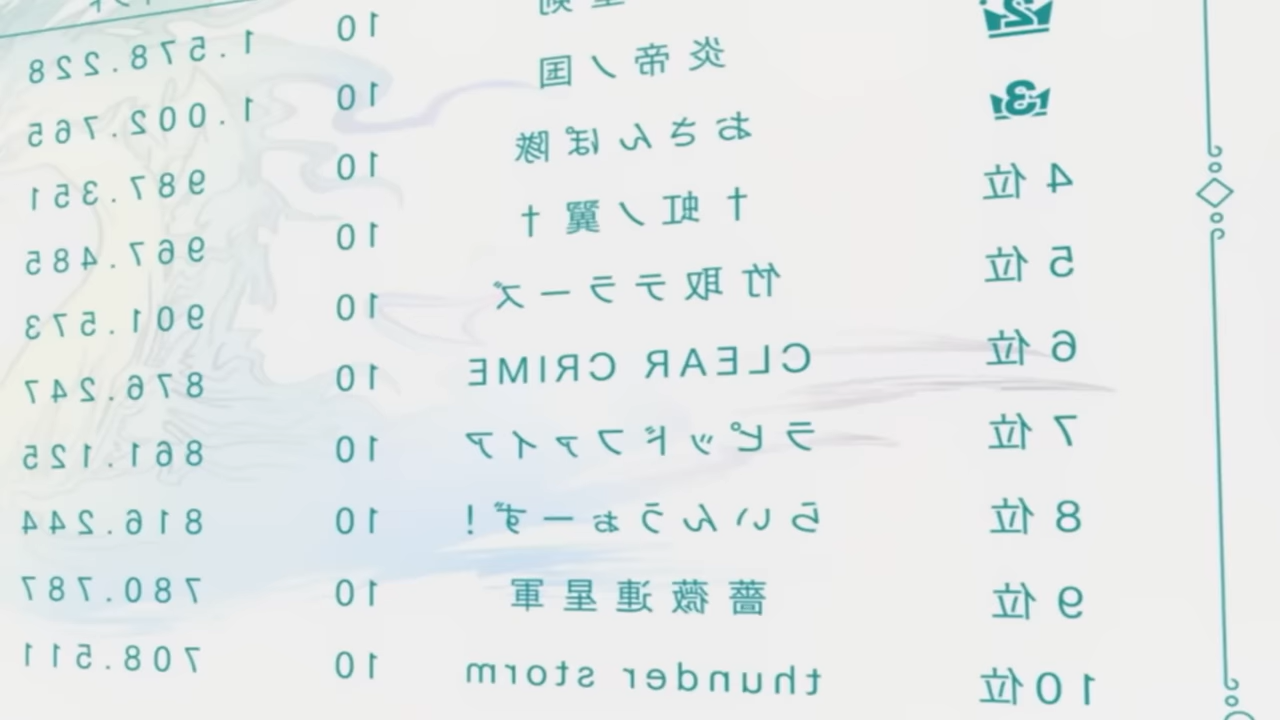 10 1.578.228
2 炎帝ノ国 10 1.002.765
3 おさんぽ隊 10 987.351
4位 †虹ノ翼† 10 967.485
5位 竹取テラーズ 10 901.573
6位 CLEAR CRIME 10 876.247
7位 ラピッドファイア 10 861.125
8位 らいんうぉーず! 10 816.244
9位 薔薇連星軍 10 780.787
10位 thunder storm 10 708.511